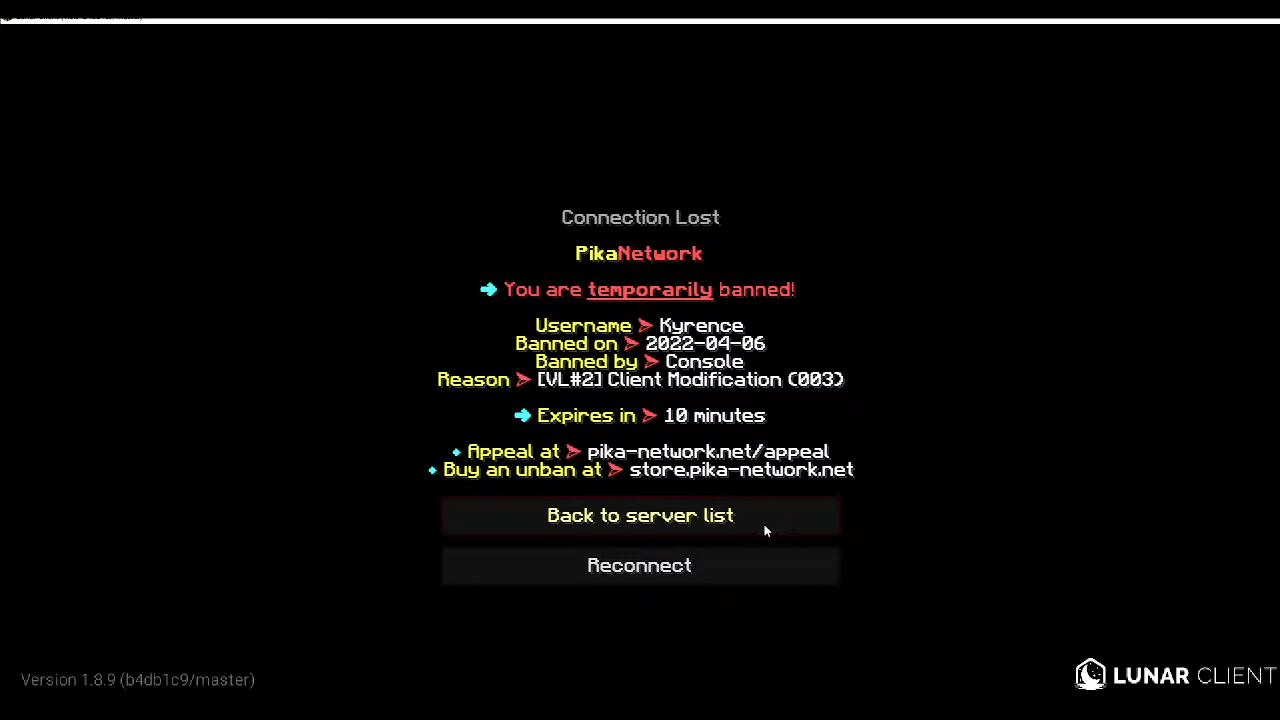 Connection Lost
PikaNetwork
➜ You are temporarily banned!
Username ➤ Kyrence
Banned on ➤ 2022-04-06
Banned by ➤ Console
Reason ➤ [VL#2] Client Modification (003)
➜ Expires in ➤ 10 minutes
⬥ Appeal at ➤ pika-network.net/appeal
⬥ Buy an unban at ➤ store.pika-network.net
Back to server list
Reconnect
Version 1.8.9 (b4db1c9/master)
LUNAR CLIENT